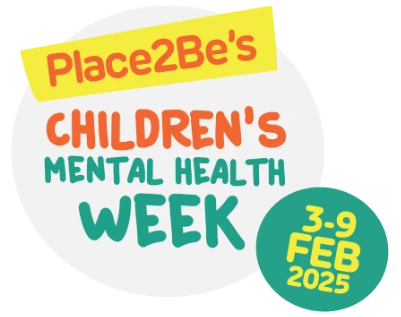 Place2Be's
CHILDREN'S
MENTAL HEALTH
WEEK
3-9
FEB
2025